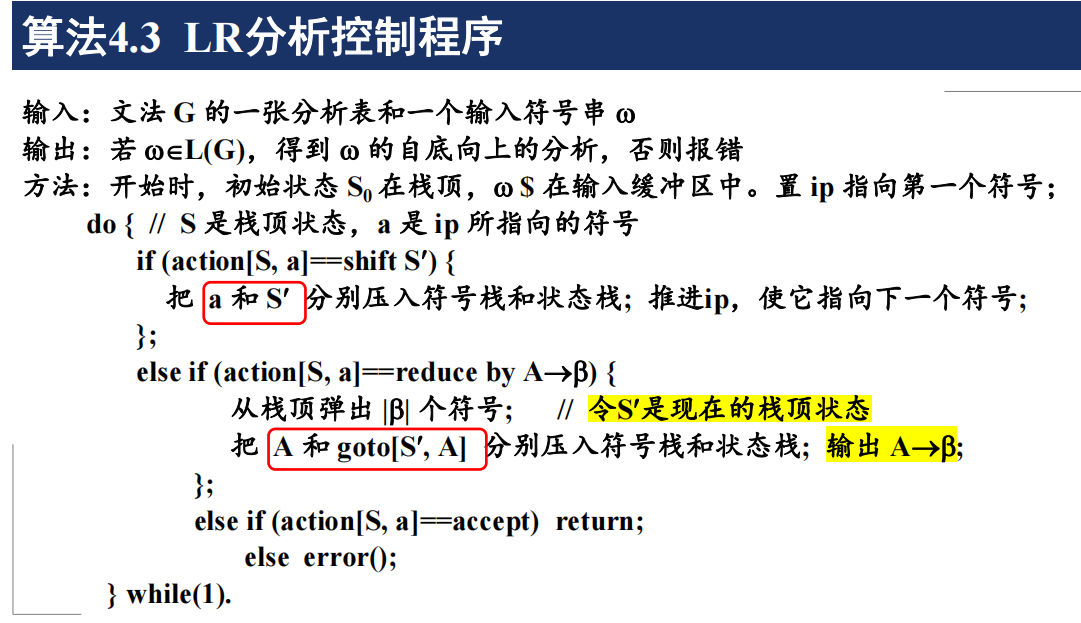 算法4.3 LR分析控制程序
输入：文法 G 的一张分析表和一个输入符号串 ω
输出：若 ω∈L(G)，得到 ω 的自底向上的分析，否则报错
方法：开始时，初始状态 S₀ 在栈顶，ω $ 在输入缓冲区中。置 ip 指向第一个符号；
do { // S 是栈顶状态，a 是 ip 所指向的符号
if (action[S, a]==shift S′) {
把 a 和 S′ 分别压入符号栈和状态栈；推进ip，使它指向下一个符号；
};
else if (action[S, a]==reduce by A→β) {
从栈顶弹出 |β| 个符号； // 令S′是现在的栈顶状态
把 A 和 goto[S′, A] 分别压入符号栈和状态栈；输出 A→β;
};
else if (action[S, a]==accept) return;
else error();
} while(1).